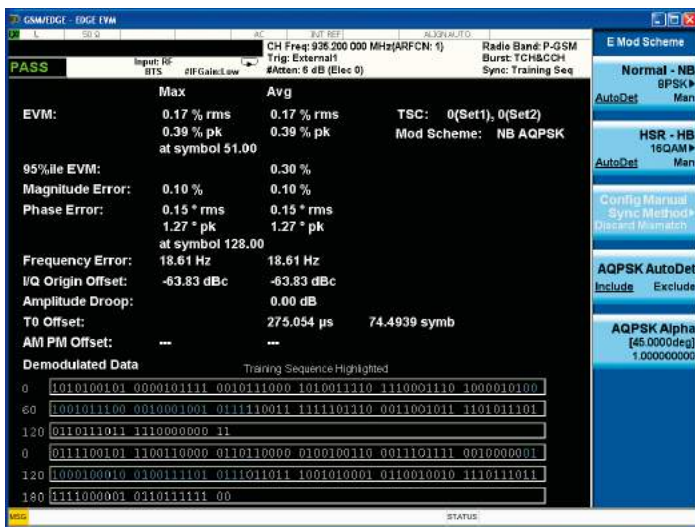 GSM/EDGE - EDGE EVM
L 50 Ω AC INT REF ALIGN AUTO
CH Freq: 935.200 000 MHz(ARFCN: 1) Radio Band: P-GSM
PASS Input: RF Trig: External1 Burst: TCH&CCH
BTS #IFGain:Low #Atten: 6 dB (Elec 0) Sync: Training Seq
Max Avg
EVM: 0.17 % rms 0.17 % rms TSC: 0(Set1), 0(Set2)
0.39 % pk 0.39 % pk Mod Scheme: NB AQPSK
at symbol 51.00
95%ile EVM: 0.30 %
Magnitude Error: 0.10 % 0.10 %
Phase Error: 0.15 ° rms 0.15 ° rms
1.27 ° pk 1.27 ° pk
at symbol 128.00
Frequency Error: 18.61 Hz 18.61 Hz
I/Q Origin Offset: -63.83 dBc -63.83 dBc
Amplitude Droop: 0.00 dB
T0 Offset: 275.054 µs 74.4939 symb
AM PM Offset: --- ---
Demodulated Data Training Sequence Highlighted
0 1010100101 0000101111 0010111000 1010011110 1110001110 1000010100
60 1001011100 0010001001 0111110011 1111101110 0011001011 1101011101
120 0110111011 1110000000 11
0 0111100101 1100110000 0110110000 0100100110 0011101111 0010000001
120 1000100010 0100111101 0111011011 1001010001 0110010010 1110111011
180 1111000001 0110111111 00
MSG STATUS
E Mod Scheme
Normal - NB
8PSK
AutoDet Man
HSR - HB
16QAM
AutoDet Man
Config Manual
Sync Method
Discard Mismatch
AQPSK AutoDet
Include Exclude
AQPSK Alpha
[45.0000deg]
1.000000000